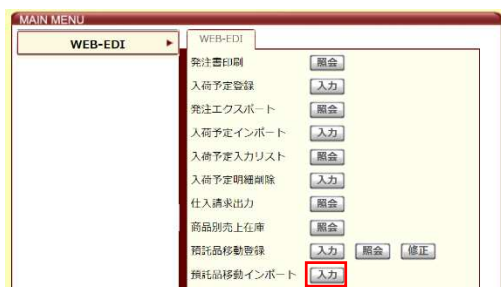 MAIN MENU
WEB-EDI
WEB-EDI
発注書印刷 照会
入荷予定登録 入力
発注エクスポート 照会
入荷予定インポート 入力
入荷予定入力リスト 照会
入荷予定明細削除 入力
仕入請求出力 照会
商品別売上在庫 照会
預託品移動登録 入力 照会 修正
預託品移動インポート 入力